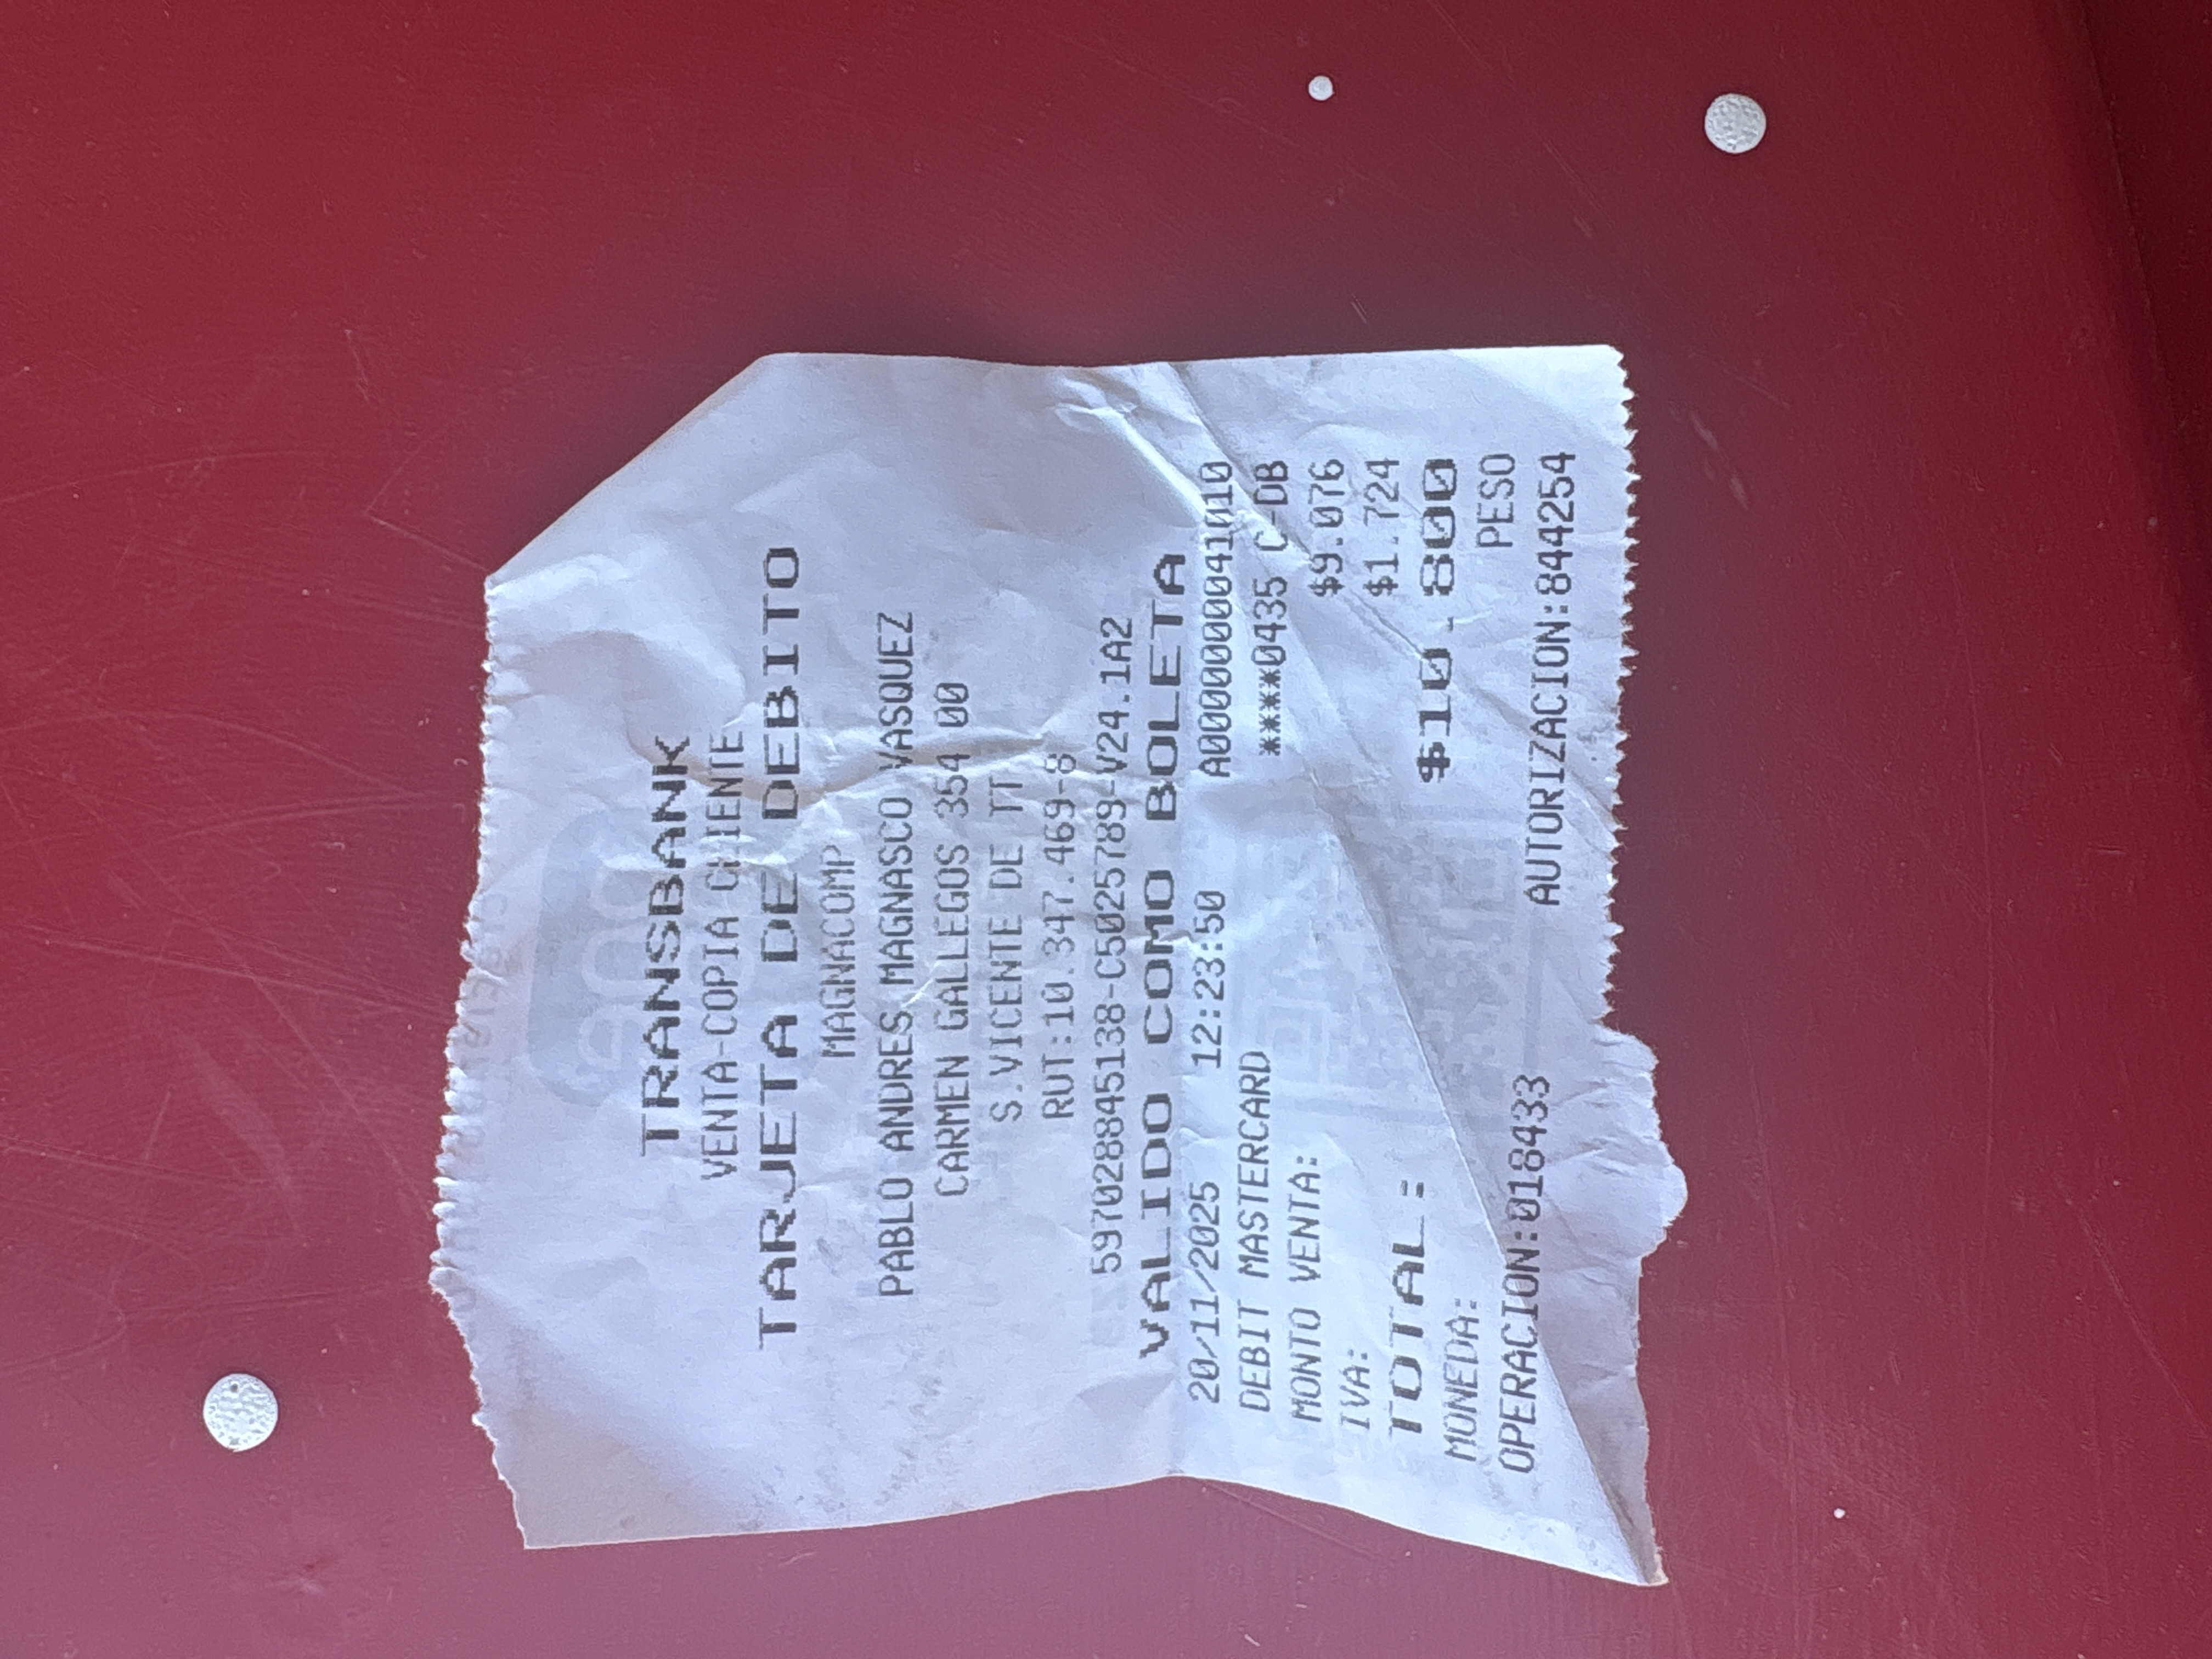 TRANSBANK
VENTA-COPIA CLIENTE
TARJETA DE DEBITO
MAGNACOMP
PABLO ANDRES MAGNASCO VASQUEZ
CARMEN GALLEGOS 354 00
S.VICENTE DE TT
RUT:10.347.469-8
597028845138-C5025789-V24.1A2
VALIDO COMO BOLETA
20/11/2025 12:23:50 A0000000041010
DEBIT MASTERCARD ****0435 C-DB
MONTO VENTA: $9.076
IVA: $1.724
TOTAL: $10.800
MONEDA: PESO
OPERACION:018433 AUTORIZACION:844254